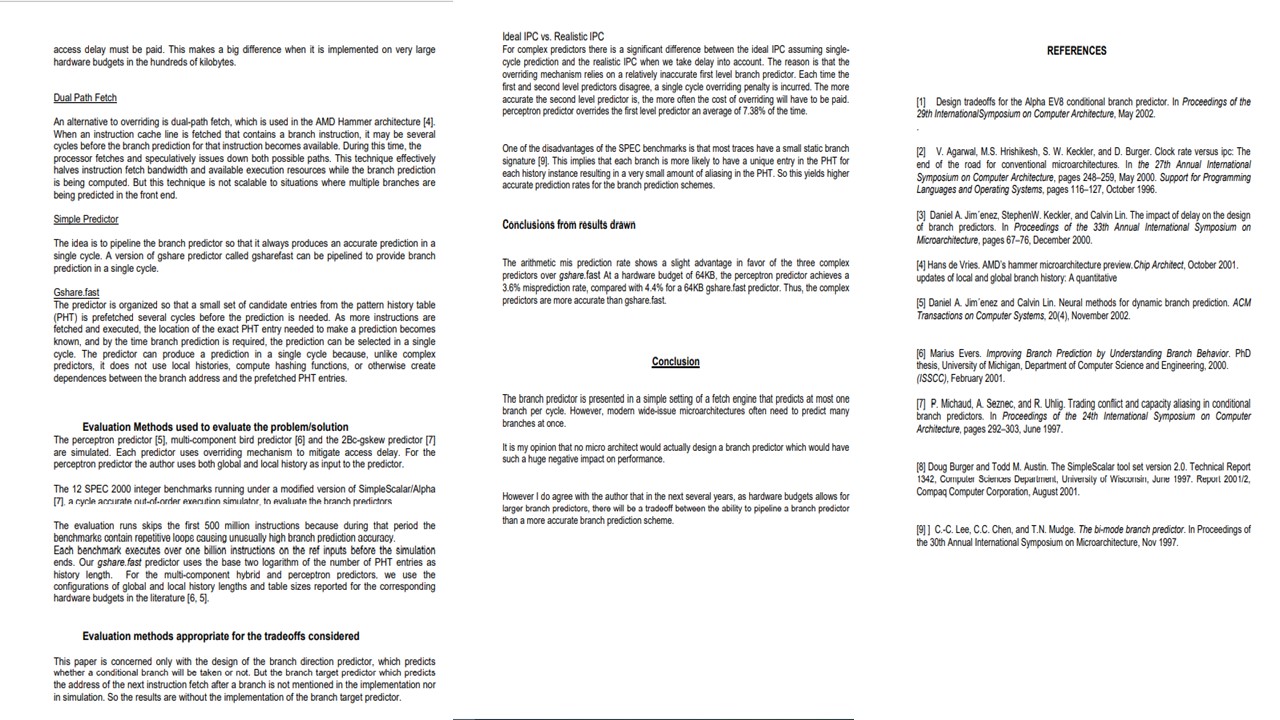 access delay must be paid. This makes a big difference when it is implemented on very large
hardware budgets in the hundreds of kilobytes.
Dual Path Fetch
An alternative to overriding is dual-path fetch, which is used in the AMD Hammer architecture [4].
When an instruction cache line is fetched that contains a branch instruction, it may be several
cycles before the branch prediction for that instruction becomes available. During this time, the
processor fetches and speculatively issues down both possible paths. This technique effectively
halves instruction fetch bandwidth and available execution resources while the branch prediction
is being computed. But this technique is not scalable to situations where multiple branches are
being predicted in the front end.
Simple Predictor
The idea is to pipeline the branch predictor so that it always produces an accurate prediction in a
single cycle. A version of gshare predictor called gsharefast can be pipelined to provide branch
prediction in a single cycle.
Gshare.fast
The predictor is organized so that a small set of candidate entries from the pattern history table
(PHT) is prefetched several cycles before the prediction is needed. As more instructions are
fetched and executed, the location of the exact PHT entry needed to make a prediction becomes
known, and by the time branch prediction is required, the prediction can be selected in a single
cycle. The predictor can produce a prediction in a single cycle because, unlike complex
predictors, it does not use local histories, compute hashing functions, or otherwise create
dependences between the branch address and the prefetched PHT entries.
Evaluation Methods used to evaluate the problem/solution
The perceptron predictor [5], multi-component bird predictor [6] and the 2Bc-gskew predictor [7]
are simulated. Each predictor uses overriding mechanism to mitigate access delay. For the
perceptron predictor the author uses both global and local history as input to the predictor.
The 12 SPEC 2000 integer benchmarks running under a modified version of SimpleScalar/Alpha
[7], a cycle accurate out-of-order execution simulator, to evaluate the branch predictors
The evaluation runs skips the first 500 million instructions because during that period the
benchmarks contain repetitive loops causing unusually high branch prediction accuracy.
Each benchmark executes over one billion instructions on the ref inputs before the simulation
ends. Our gshare.fast predictor uses the base two logarithm of the number of PHT entries as
history length. For the multi-component hybrid and perceptron predictors, we use the
configurations of global and local history lengths and table sizes reported for the corresponding
hardware budgets in the literature [6, 5].
Evaluation methods appropriate for the tradeoffs considered
This paper is concerned only with the design of the branch direction predictor, which predicts
whether a conditional branch will be taken or not. But the branch target predictor which predicts
the address of the next instruction fetch after a branch is not mentioned in the implementation nor
in simulation. So the results are without the implementation of the branch target predictor.
Ideal IPC vs. Realistic IPC
For complex predictors there is a significant difference between the ideal IPC assuming single-
cycle prediction and the realistic IPC when we take delay into account. The reason is that the
overriding mechanism relies on a relatively inaccurate first level branch predictor. Each time the
first and second level predictors disagree, a single cycle overriding penalty is incurred. The more
accurate the second level predictor is, the more often the cost of overriding will have to be paid.
perceptron predictor overrides the first level predictor an average of 7.38% of the time.
One of the disadvantages of the SPEC benchmarks is that most traces have a small static branch
signature [9]. This implies that each branch is more likely to have a unique entry in the PHT for
each history instance resulting in a very small amount of aliasing in the PHT. So this yields higher
accurate prediction rates for the branch prediction schemes.
Conclusions from results drawn
The arithmetic mis prediction rate shows a slight advantage in favor of the three complex
predictors over gshare.fast At a hardware budget of 64KB, the perceptron predictor achieves a
3.6% misprediction rate, compared with 4.4% for a 64KB gshare.fast predictor. Thus, the complex
predictors are more accurate than gshare.fast.
Conclusion
The branch predictor is presented in a simple setting of a fetch engine that predicts at most one
branch per cycle. However, modern wide-issue microarchitectures often need to predict many
branches at once.
It is my opinion that no micro architect would actually design a branch predictor which would have
such a huge negative impact on performance.
However I do agree with the author that in the next several years, as hardware budgets allows for
larger branch predictors, there will be a tradeoff between the ability to pipeline a branch predictor
than a more accurate branch prediction scheme.
REFERENCES
[1] Design tradeoffs for the Alpha EV8 conditional branch predictor. In Proceedings of the
29th InternationalSymposium on Computer Architecture, May 2002.
.
[2] V. Agarwal, M.S. Hrishikesh, S. W. Keckler, and D. Burger. Clock rate versus ipc: The
end of the road for conventional microarchitectures. In the 27th Annual International
Symposium on Computer Architecture, pages 248–259, May 2000. Support for Programming
Languages and Operating Systems, pages 116–127, October 1996.
[3] Daniel A. Jim´enez, StephenW. Keckler, and Calvin Lin. The impact of delay on the design
of branch predictors. In Proceedings of the 33th Annual International Symposium on
Microarchitecture, pages 67–76, December 2000.
[4] Hans de Vries. AMD's hammer microarchitecture preview. Chip Architect, October 2001.
updates of local and global branch history: A quantitative
[5] Daniel A. Jim´enez and Calvin Lin. Neural methods for dynamic branch prediction. ACM
Transactions on Computer Systems, 20(4), November 2002.
[6] Marius Evers. Improving Branch Prediction by Understanding Branch Behavior. PhD
thesis, University of Michigan, Department of Computer Science and Engineering, 2000.
(ISSCC), February 2001.
[7] P. Michaud, A. Seznec, and R. Uhlig. Trading conflict and capacity aliasing in conditional
branch predictors. In Proceedings of the 24th International Symposium on Computer
Architecture, pages 292–303, June 1997.
[8] Doug Burger and Todd M. Austin. The SimpleScalar tool set version 2.0. Technical Report
1342, Computer Sciences Department, University of Wisconsin, June 1997. Report 2001/2,
Compaq Computer Corporation, August 2001.
[9] ] C.-C. Lee, C.C. Chen, and T.N. Mudge. The bi-mode branch predictor. In Proceedings of
the 30th Annual International Symposium on Microarchitecture, Nov 1997.